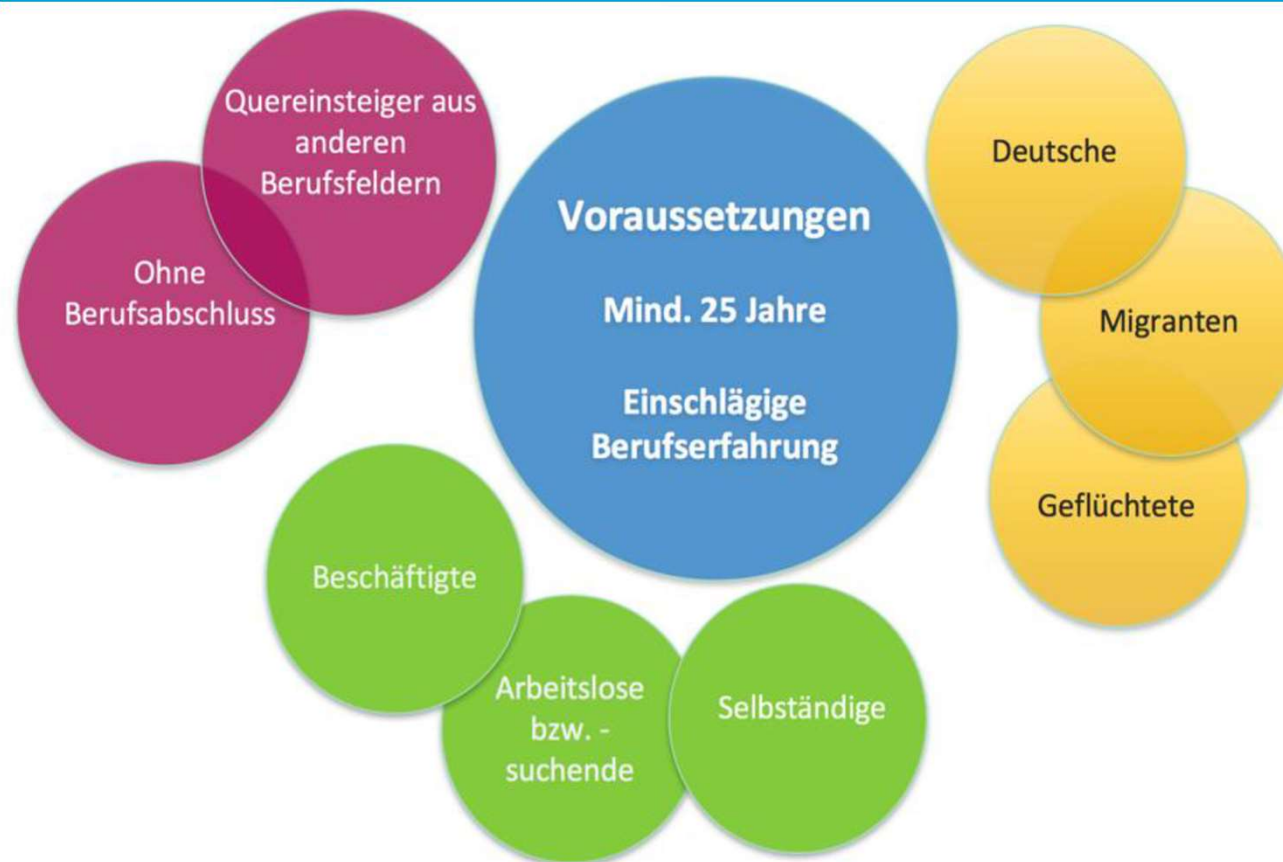 Quereinsteiger aus
anderen
Berufsfeldern
Ohne
Berufsabschluss
Voraussetzungen
Mind. 25 Jahre
Einschlägige
Berufserfahrung
Deutsche
Migranten
Geflüchtete
Beschäftigte
Arbeitslose
bzw. -
suchende
Selbständige